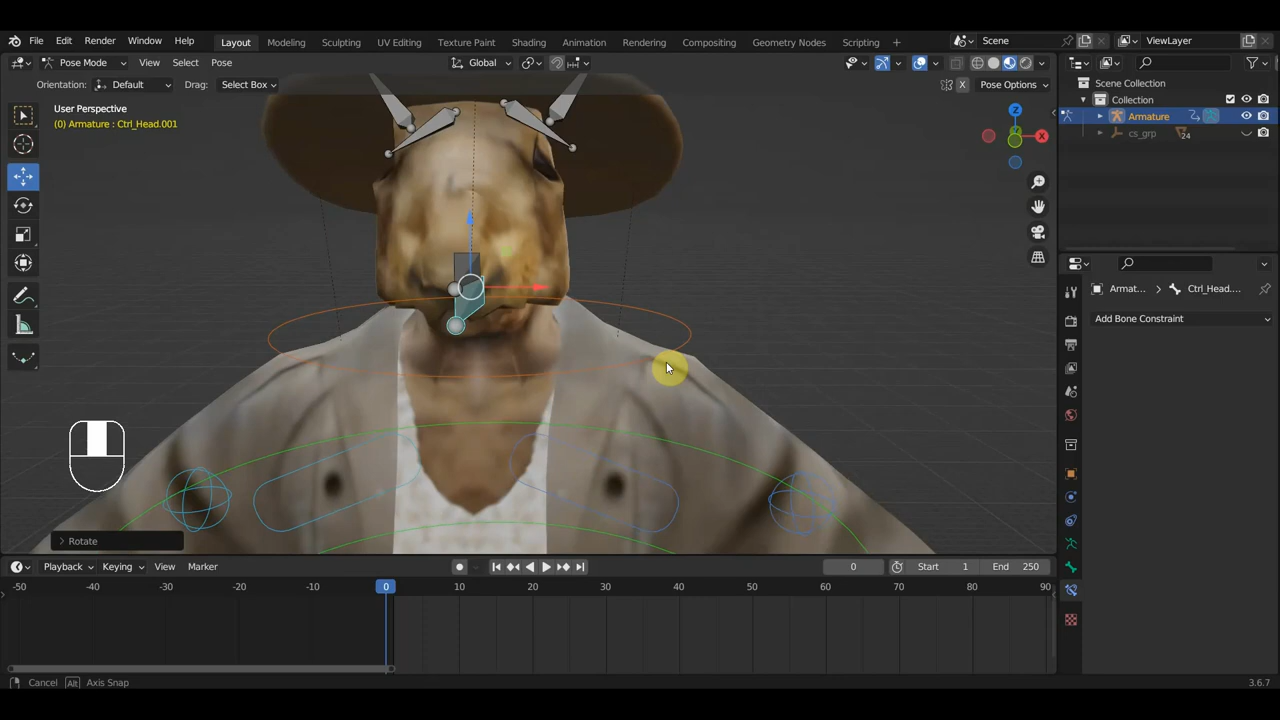 File Edit Render Window Help Layout Modeling Sculpting UV Editing Texture Paint Shading Animation Rendering Compositing Geometry Nodes Scripting + Scene ViewLayer
Pose Mode View Select Pose Global
Orientation: Default Drag: Select Box X Pose Options
User Perspective
(0) Armature : Ctrl_Head.001
Z
X
Scene Collection
Collection
Armature
cs_grp 24
Armat... > Ctrl_Head....
Add Bone Constraint
> Rotate
Playback Keying View Marker 0 Start 1 End 250
-50 -40 -30 -20 -10 0 10 20 30 40 50 60 70 80 90
Cancel Alt Axis Snap 3.6.7